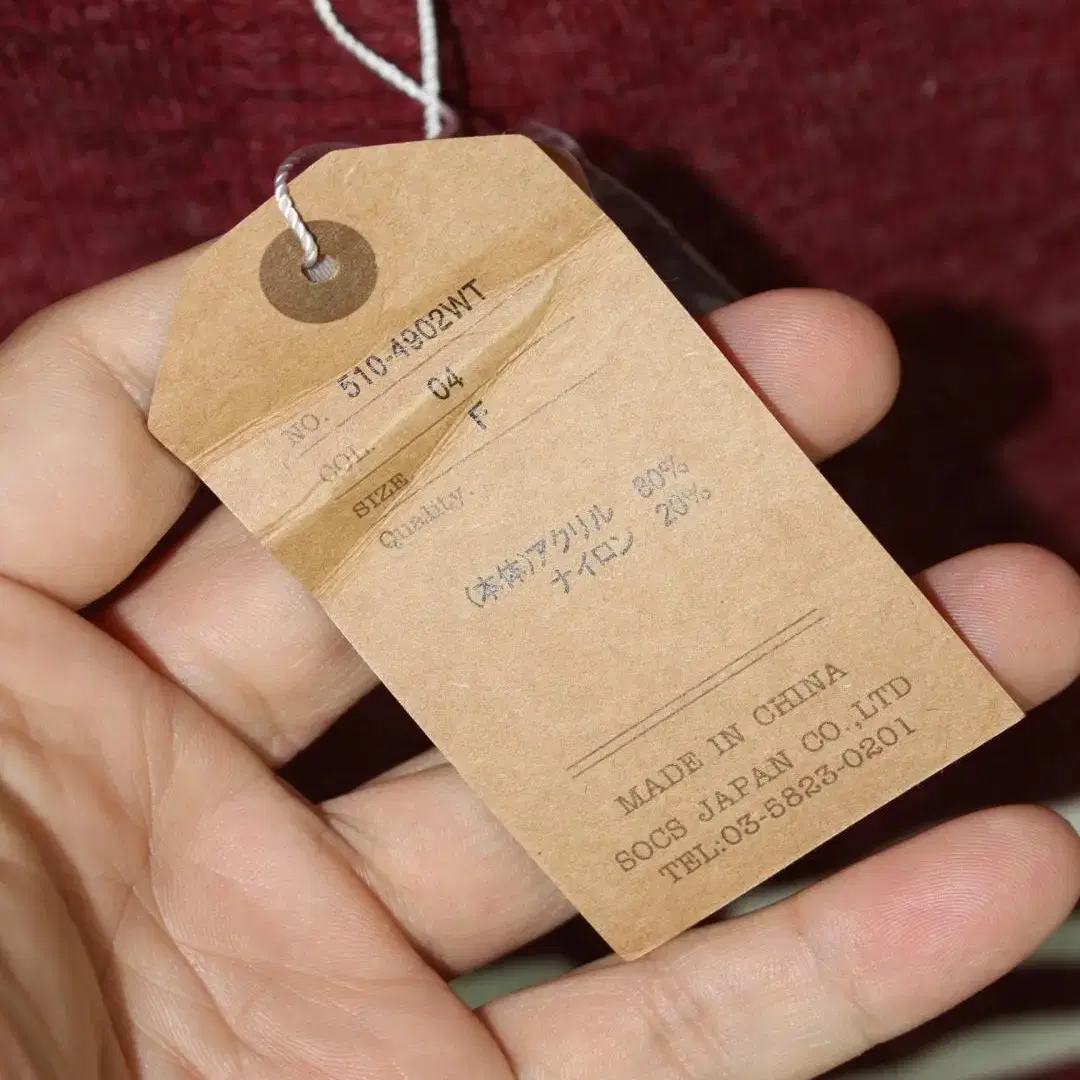 NO. 510-4902WT
COL. 04
SIZE F
Quality.
(本体)アクリル 80%
ナイロン 20%
MADE IN CHINA
SOCS JAPAN CO.,LTD
TEL:03-5823-0201